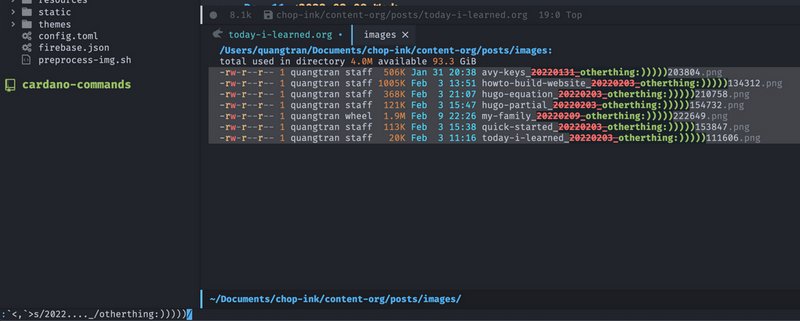 resources
static
themes
config.toml
firebase.json
preprocess-img.sh
cardano-commands
8.1k chop-ink/content-org/posts/today-i-learned.org 19:0 Top
today-i-learned.org • images ×
/Users/quangtran/Documents/chop-ink/content-org/posts/images:
total used in directory 4.0M available 93.3 GiB
-rw-r--r-- 1 quangtran staff 506K Jan 31 20:38 avy-keys_20220131_otherthing:)))))203804.png
-rw-r--r-- 1 quangtran staff 1005K Feb 3 13:51 howto-build-website_20220203_otherthing:)))))134312.png
-rw-r--r-- 1 quangtran staff 368K Feb 3 21:07 hugo-equation_20220203_otherthing:)))))210758.png
-rw-r--r-- 1 quangtran staff 121K Feb 3 15:47 hugo-partial_20220203_otherthing:)))))154732.png
-rw-r--r-- 1 quangtran wheel 1.9M Feb 9 22:26 my-family_20220209_otherthing:)))))222649.png
-rw-r--r-- 1 quangtran staff 113K Feb 3 15:38 quick-started_20220203_otherthing:)))))153847.png
-rw-r--r-- 1 quangtran staff 20K Feb 3 11:16 today-i-learned_20220203_otherthing:)))))111606.png
~/Documents/chop-ink/content-org/posts/images/
:`<,`>s/2022...._/otherthing:)))))/